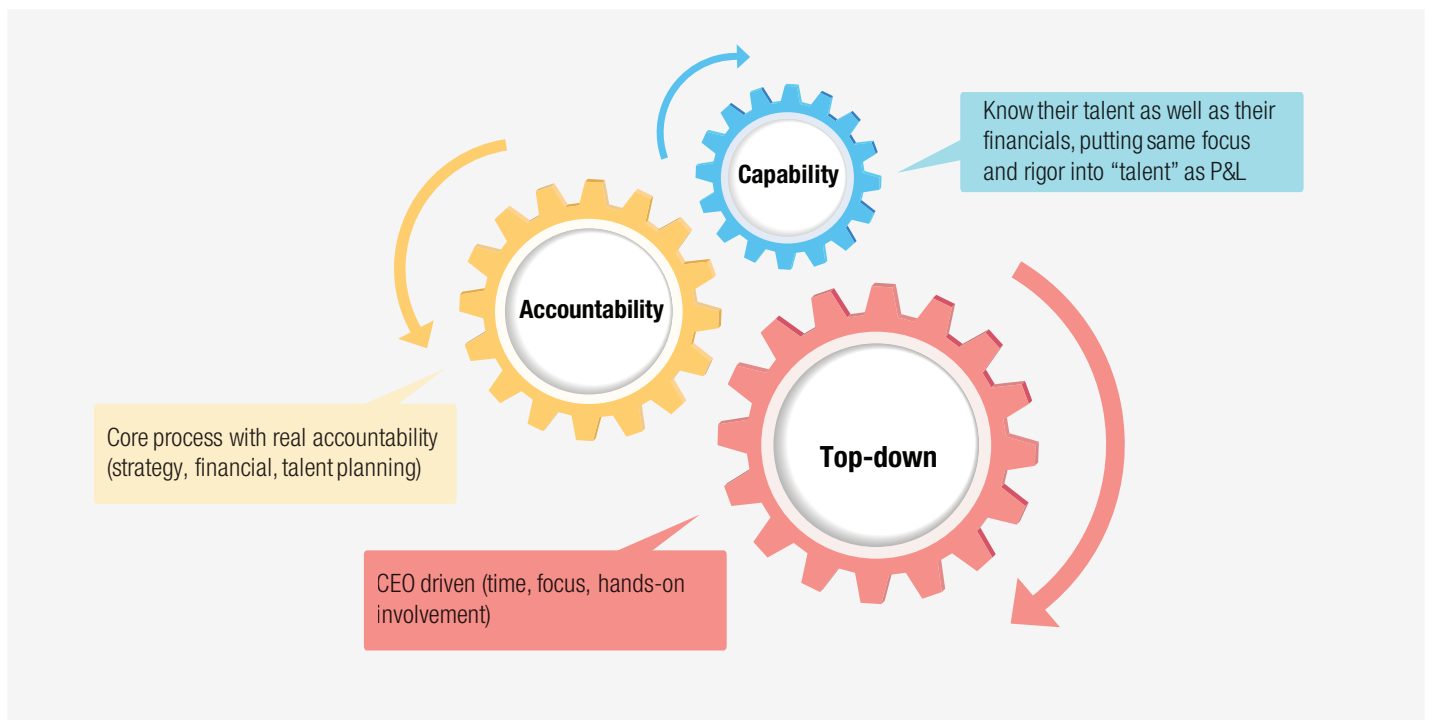 Capability
Know their talent as well as their
financials, putting same focus
and rigor into “talent” as P&L
Accountability
Core process with real accountability
(strategy, financial, talent planning)
Top-down
CEO driven (time, focus, hands-on
involvement)